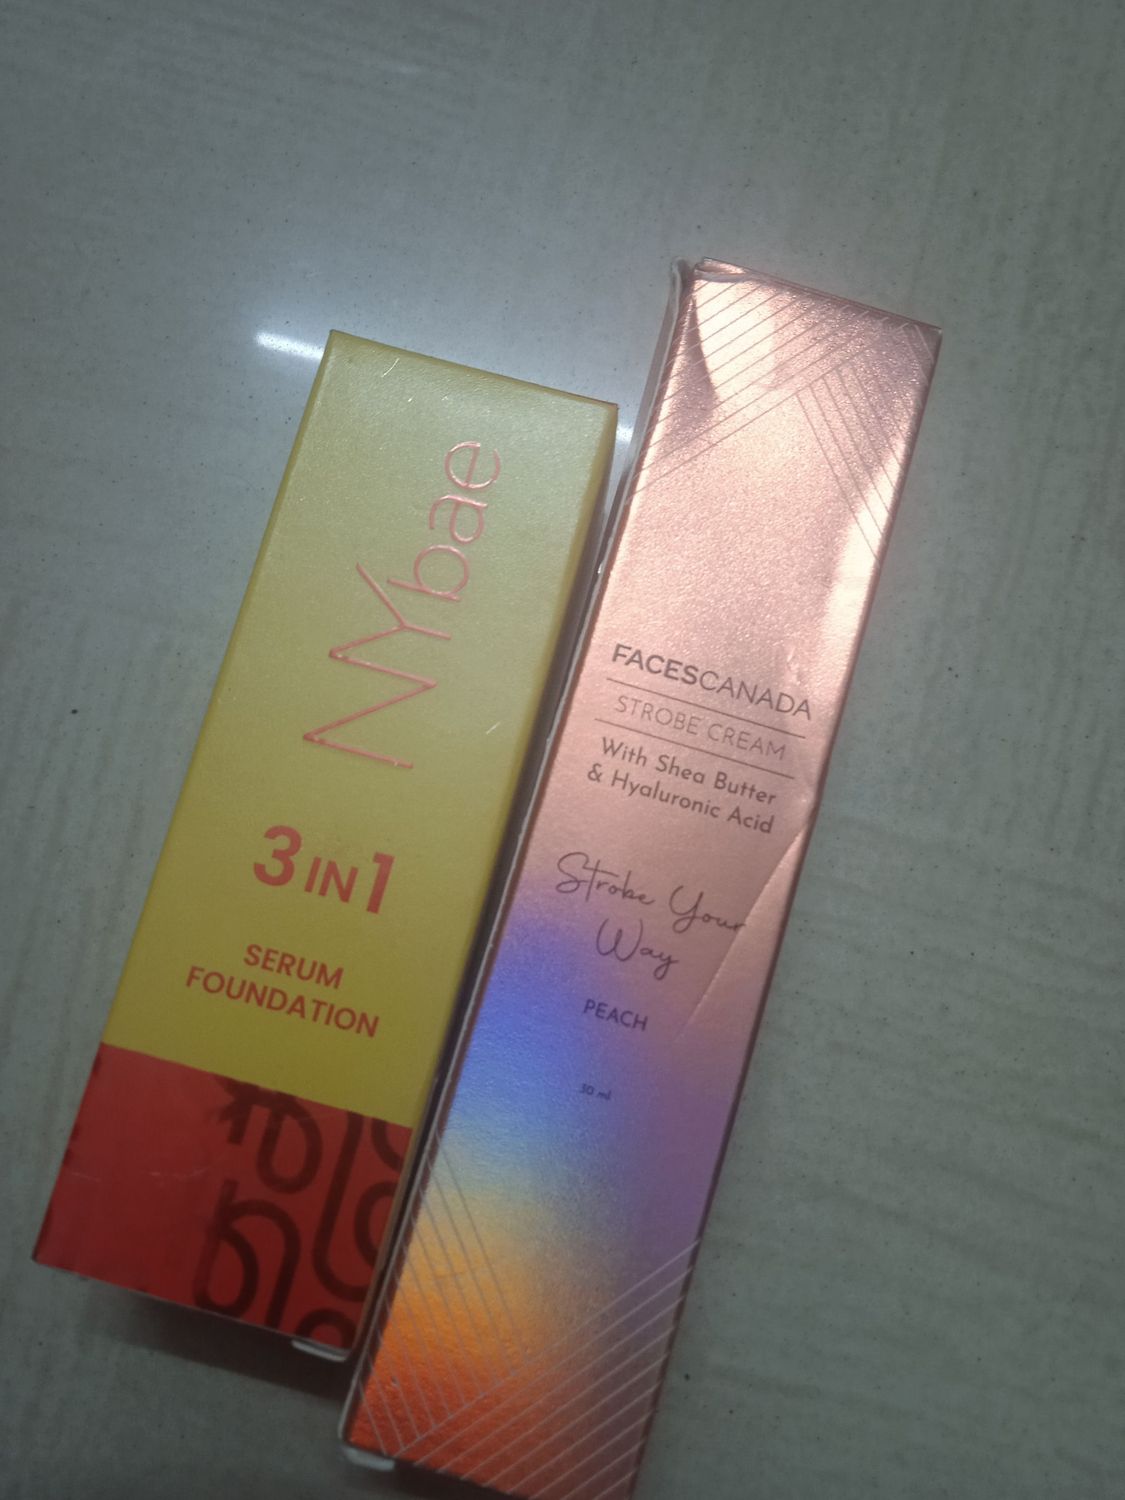 NYbae
3 IN 1
SERUM
FOUNDATION
FACESCANADA
STROBE CREAM
With Shea Butter
& Hyaluronic Acid
Strobe Your
Way
PEACH
30 ml